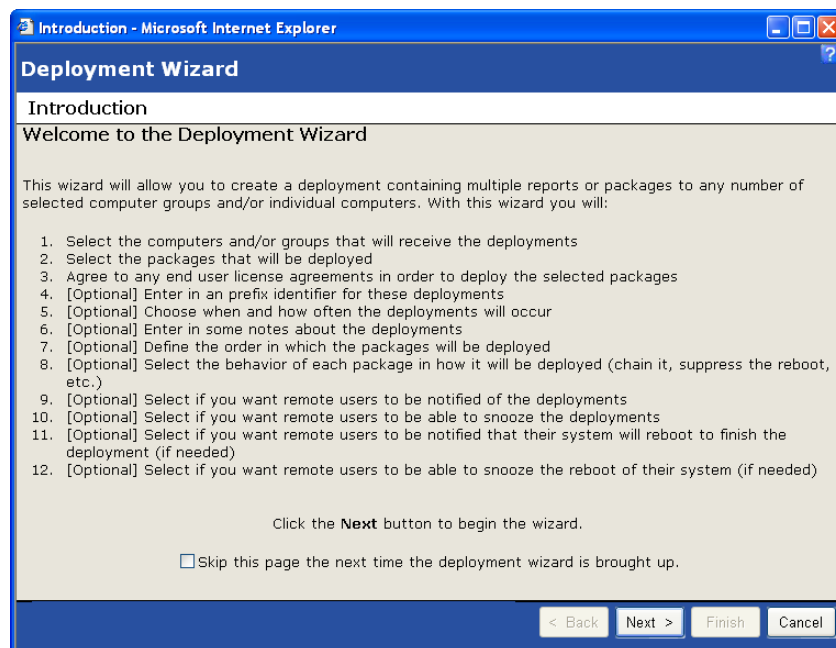 Introduction - Microsoft Internet Explorer
Deployment Wizard
?
Introduction
Welcome to the Deployment Wizard
This wizard will allow you to create a deployment containing multiple reports or packages to any number of
selected computer groups and/or individual computers. With this wizard you will:
1. Select the computers and/or groups that will receive the deployments
2. Select the packages that will be deployed
3. Agree to any end user license agreements in order to deploy the selected packages
4. [Optional] Enter in an prefix identifier for these deployments
5. [Optional] Choose when and how often the deployments will occur
6. [Optional] Enter in some notes about the deployments
7. [Optional] Define the order in which the packages will be deployed
8. [Optional] Select the behavior of each package in how it will be deployed (chain it, suppress the reboot,
etc.)
9. [Optional] Select if you want remote users to be notified of the deployments
10. [Optional] Select if you want remote users to be able to snooze the deployments
11. [Optional] Select if you want remote users to be notified that their system will reboot to finish the
deployment (if needed)
12. [Optional] Select if you want remote users to be able to snooze the reboot of their system (if needed)
Click the Next button to begin the wizard.
Skip this page the next time the deployment wizard is brought up.
< Back Next > Finish Cancel